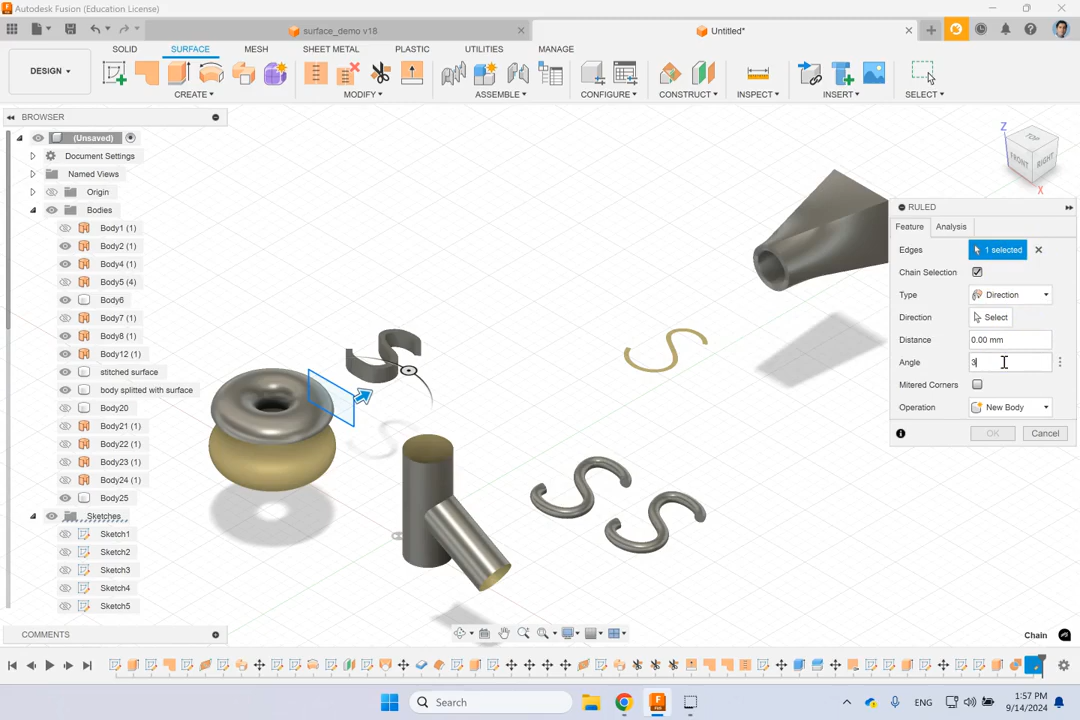 Autodesk Fusion (Education License)
surface_demo v18
Untitled*
DESIGN
SOLID SURFACE MESH SHEET METAL PLASTIC UTILITIES MANAGE
CREATE MODIFY ASSEMBLE CONFIGURE CONSTRUCT INSPECT INSERT SELECT
BROWSER
(Unsaved)
Document Settings
Named Views
Origin
Bodies
Body1 (1)
Body2 (1)
Body4 (1)
Body5 (4)
Body6
Body7 (1)
Body8 (1)
Body12 (1)
stitched surface
body splitted with surface
Body20
Body21 (1)
Body22 (1)
Body23 (1)
Body24 (1)
Body25
Sketches
Sketch1
Sketch2
Sketch3
Sketch4
Sketch5
COMMENTS
Z
TOP
FRONT
RIGHT
X
RULED
Feature Analysis
Edges 1 selected
Chain Selection
Type Direction
Direction Select
Distance 0.00 mm
Angle 3
Mitered Corners
Operation New Body
OK Cancel
Chain
Search
ENG
1:57 PM
9/14/2024